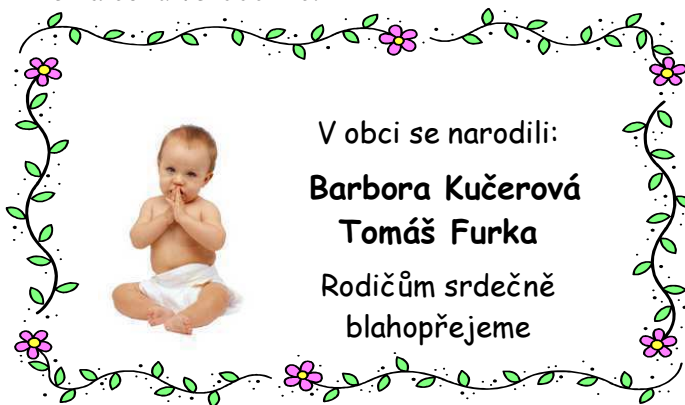 V obci se narodili:
Barbora Kučerová
Tomáš Furka
Rodičům srdečně
blahopřejeme